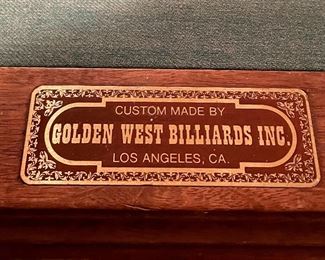 CUSTOM MADE BY
GOLDEN WEST BILLIARDS INC.
LOS ANGELES, CA.